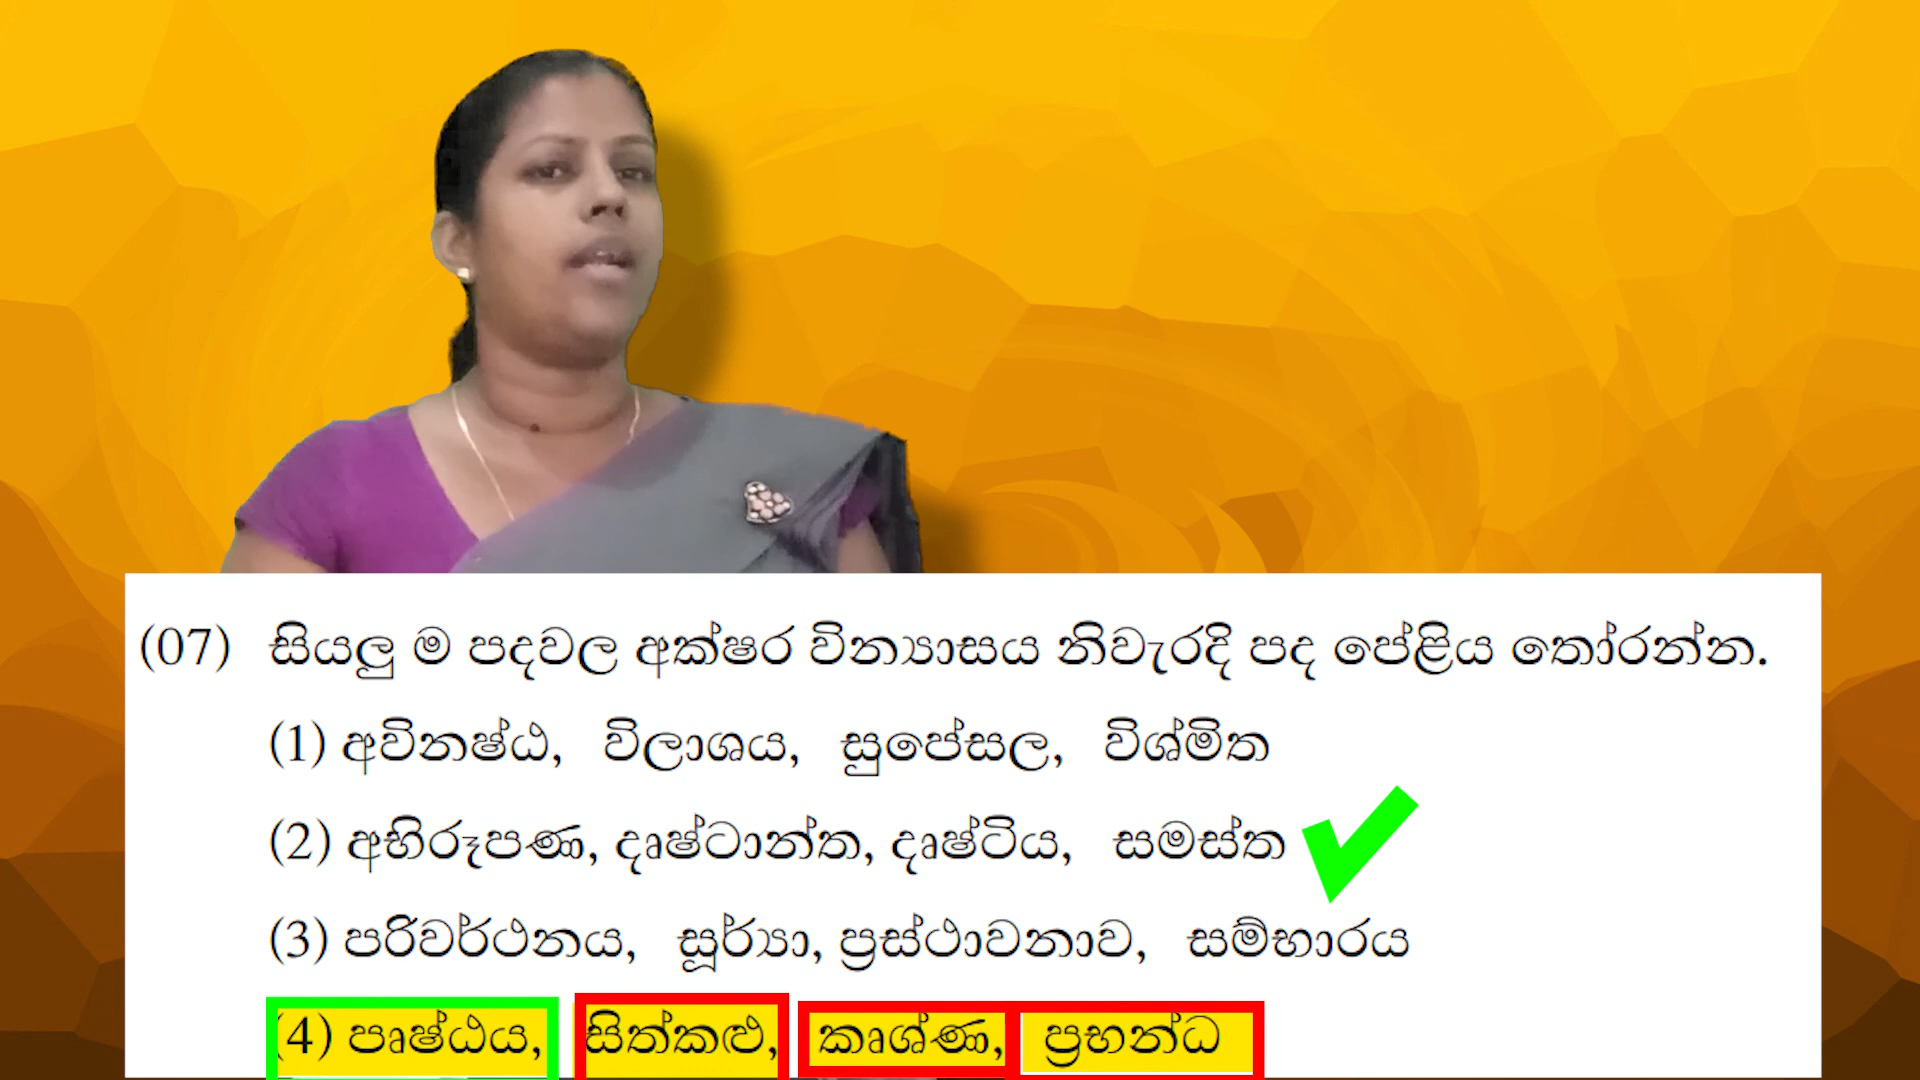 (07) සියලු ම පදවල අක්ෂර වින්‍යාසය නිවැරදි පද පේළිය තෝරන්න.
(1) අවිනෂ්ඨ, විලාශය, සුපේසල, විශ්මිත
(2) අභිරූපණ, දෘෂ්ටාන්ත, දෘෂ්ටිය, සමස්ත
(3) පරිවර්ථනය, සූර්‍ය්‍යා, ප්‍රස්ථාවනාව, සම්භාරය
(4) පෘෂ්ඨය, සිත්කළු, කෘශ්ණ, ප්‍රභන්ධ